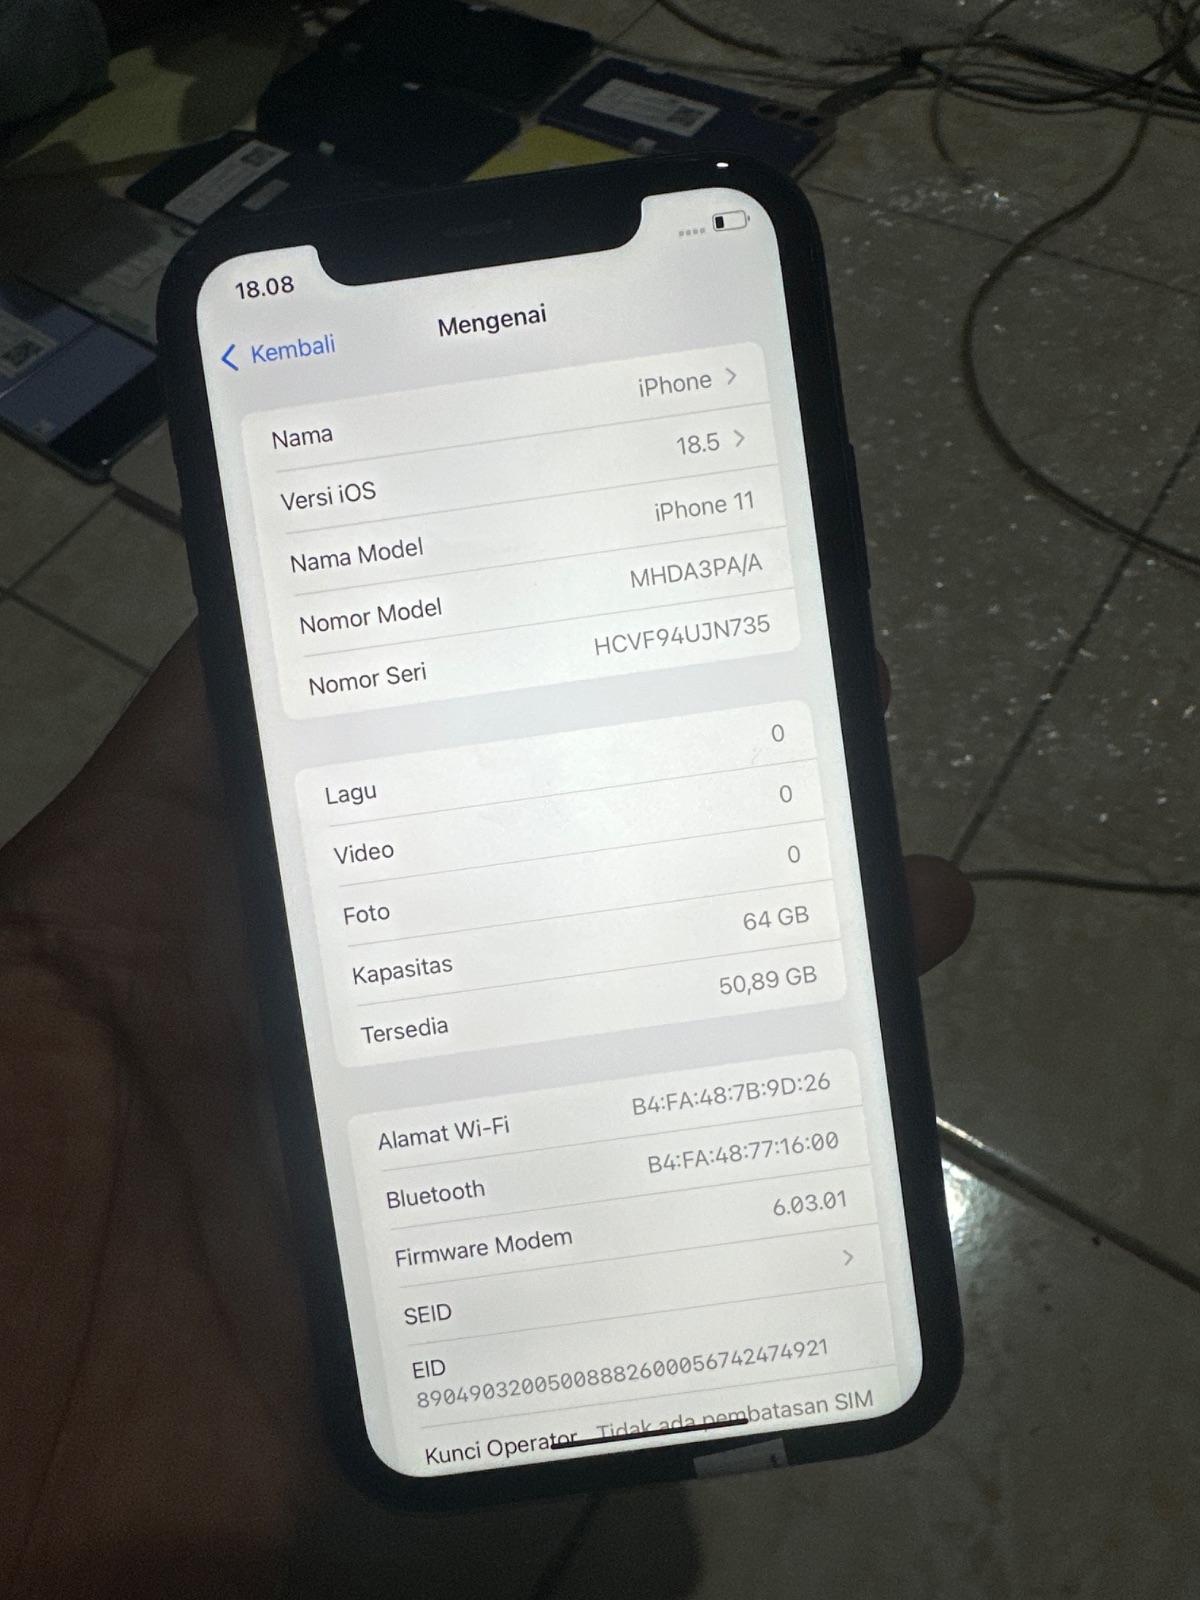 18.08
Kembali
Mengenai
Nama iPhone
Versi iOS 18.5
Nama Model iPhone 11
Nomor Model MHDA3PA/A
Nomor Seri HCVF94UJN735
Lagu 0
Video 0
Foto 0
Kapasitas 64 GB
Tersedia 50,89 GB
Alamat Wi-Fi B4:FA:48:7B:9D:26
Bluetooth B4:FA:48:77:16:00
Firmware Modem 6.03.01
SEID
EID
89049032005008882600056742474921
Kunci Operator Tidak ada pembatasan SIM